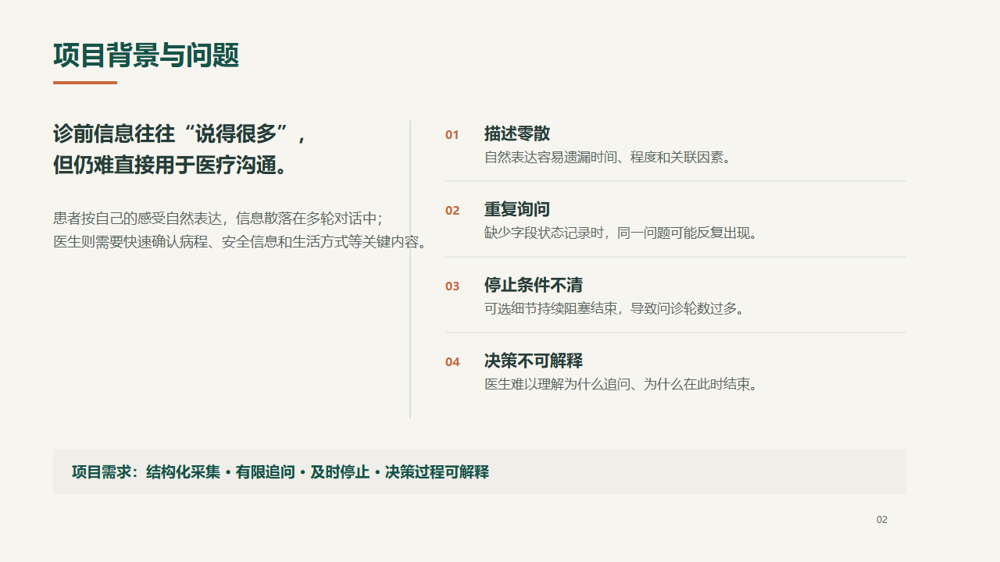 项目背景与问题
诊前信息往往“说得很多”，
但仍难直接用于医疗沟通。
患者按自己的感受自然表达，信息散落在多轮对话中；
医生则需要快速确认病程、安全信息和生活方式等关键内容。
01 描述零散
自然表达容易遗漏时间、程度和关联因素。
02 重复询问
缺少字段状态记录时，同一问题可能反复出现。
03 停止条件不清
可选细节持续阻塞结束，导致问诊轮数过多。
04 决策不可解释
医生难以理解为什么追问、为什么在此时结束。
项目需求：结构化采集 • 有限追问 • 及时停止 • 决策过程可解释
02